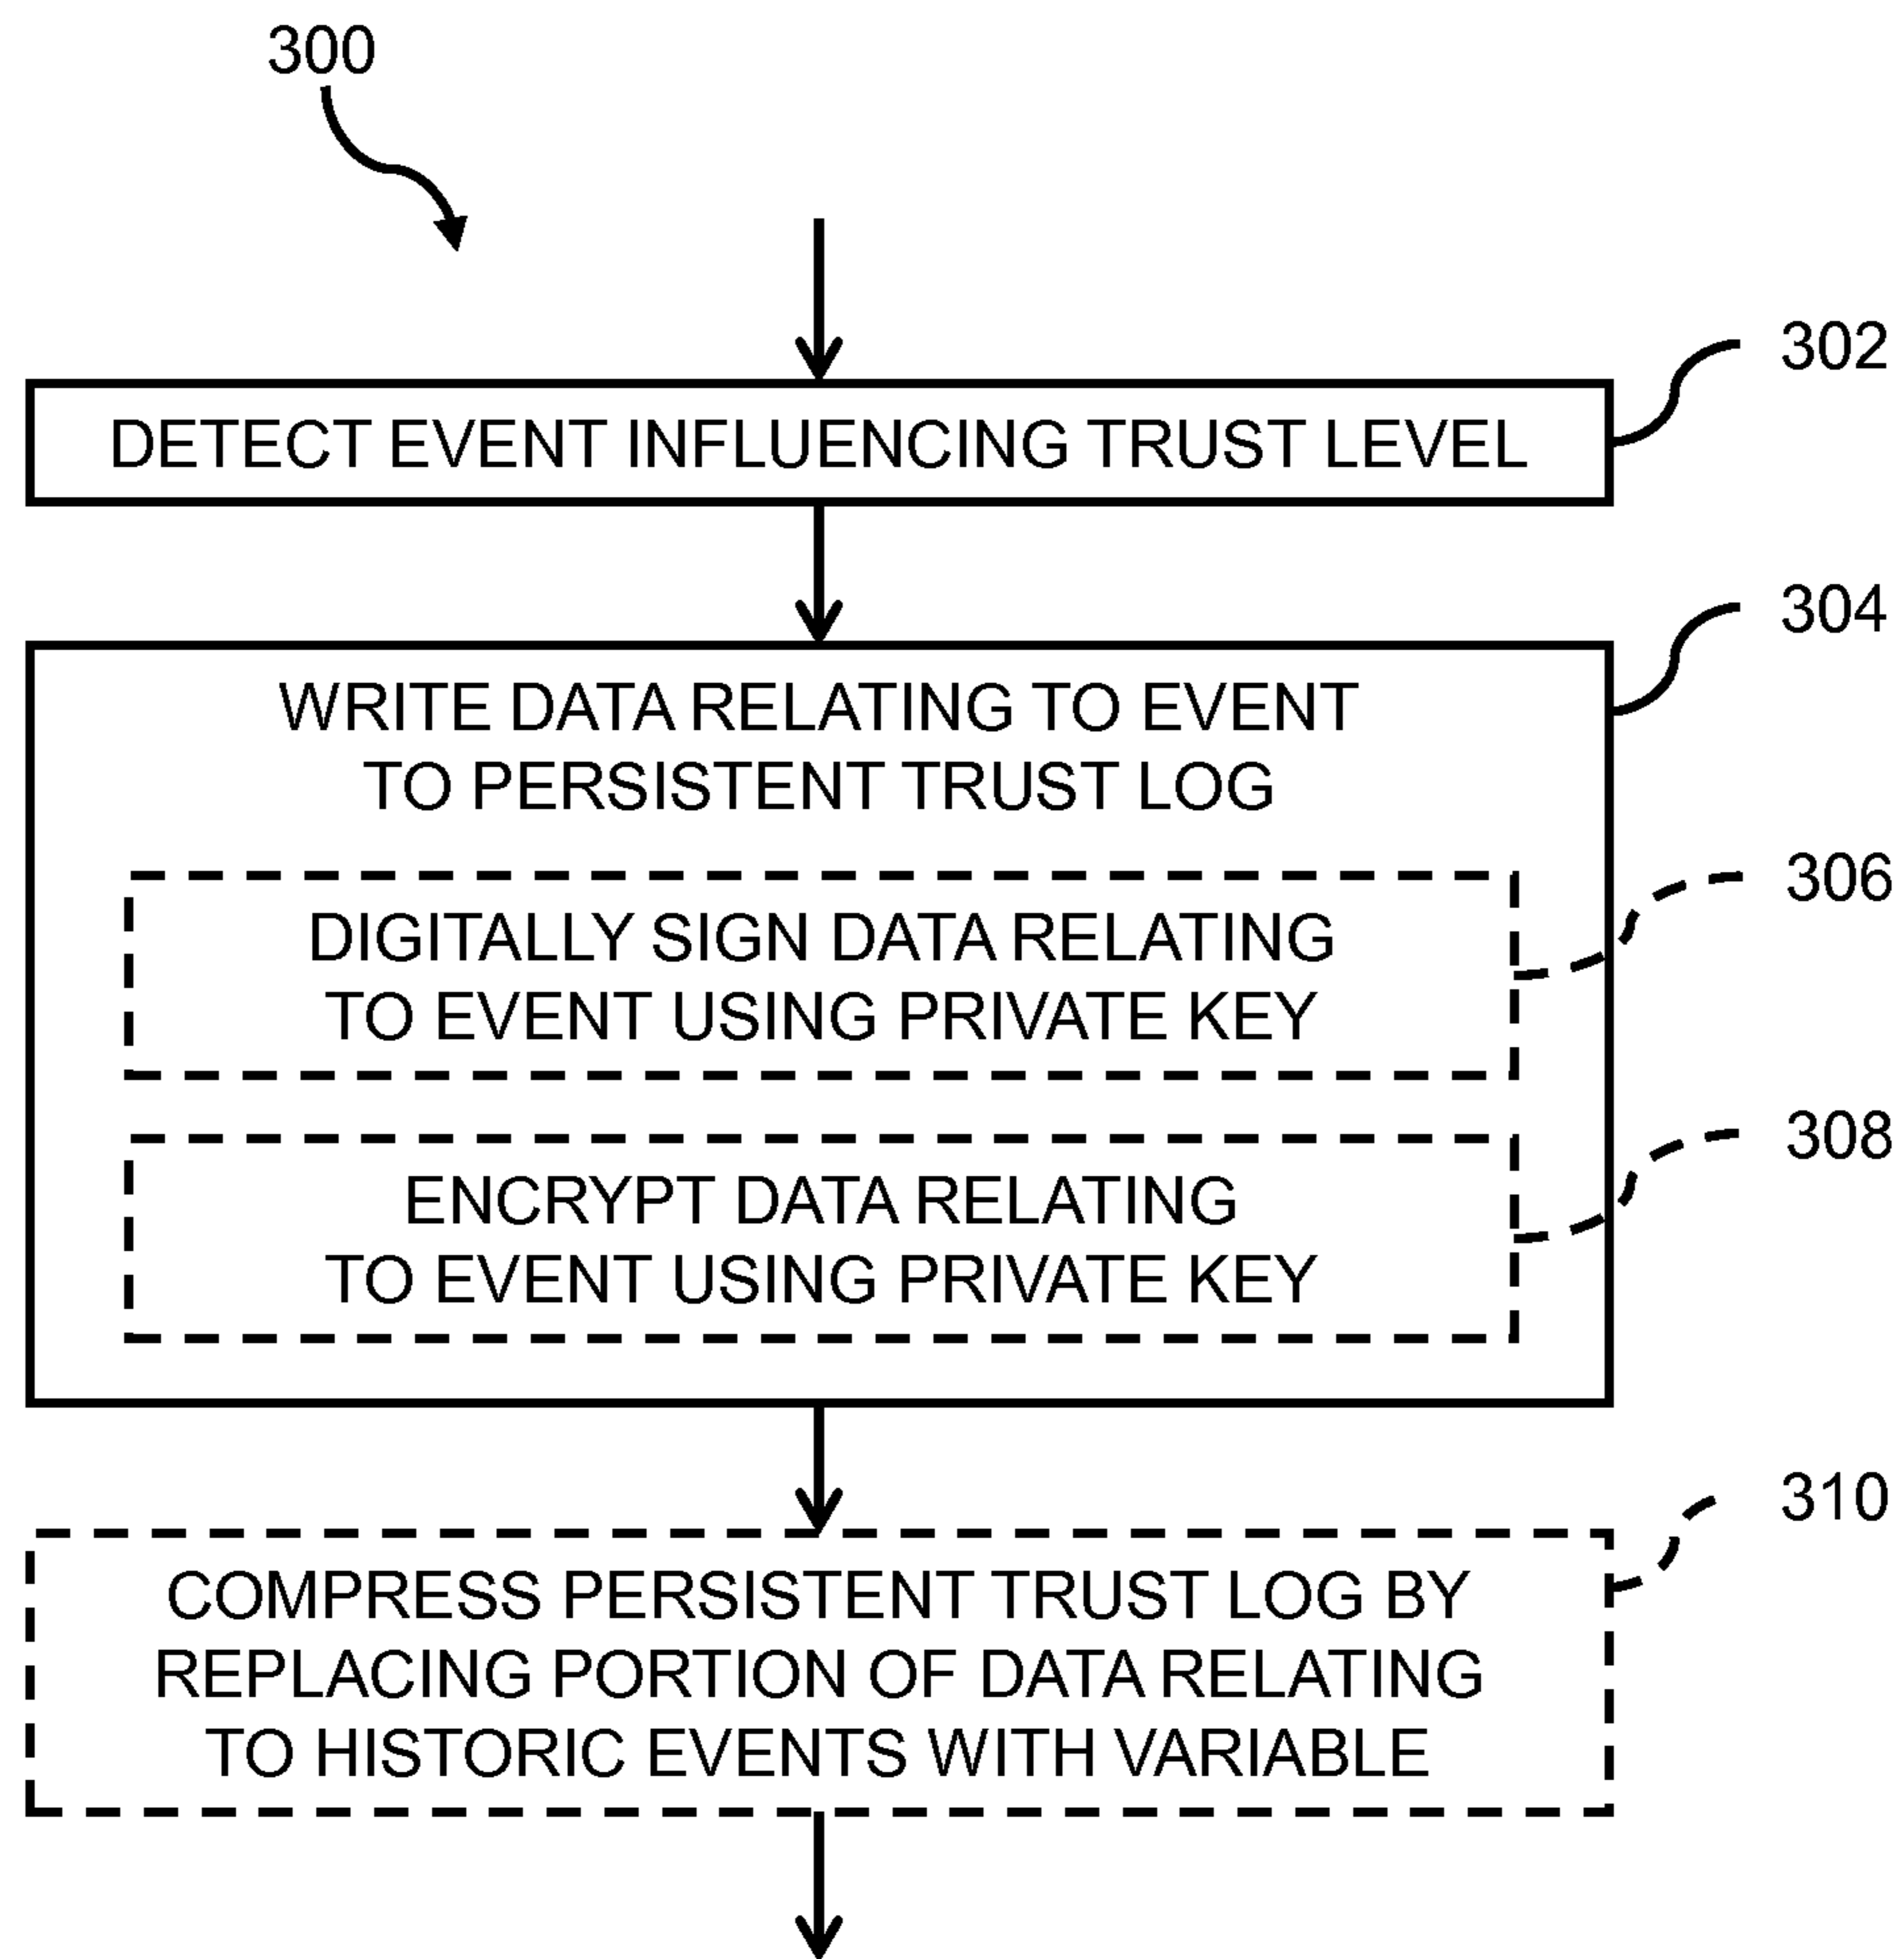 300
302
DETECT EVENT INFLUENCING TRUST LEVEL
304
WRITE DATA RELATING TO EVENT
TO PERSISTENT TRUST LOG
306
DIGITALLY SIGN DATA RELATING
TO EVENT USING PRIVATE KEY
308
ENCRYPT DATA RELATING
TO EVENT USING PRIVATE KEY
310
COMPRESS PERSISTENT TRUST LOG BY
REPLACING PORTION OF DATA RELATING
TO HISTORIC EVENTS WITH VARIABLE